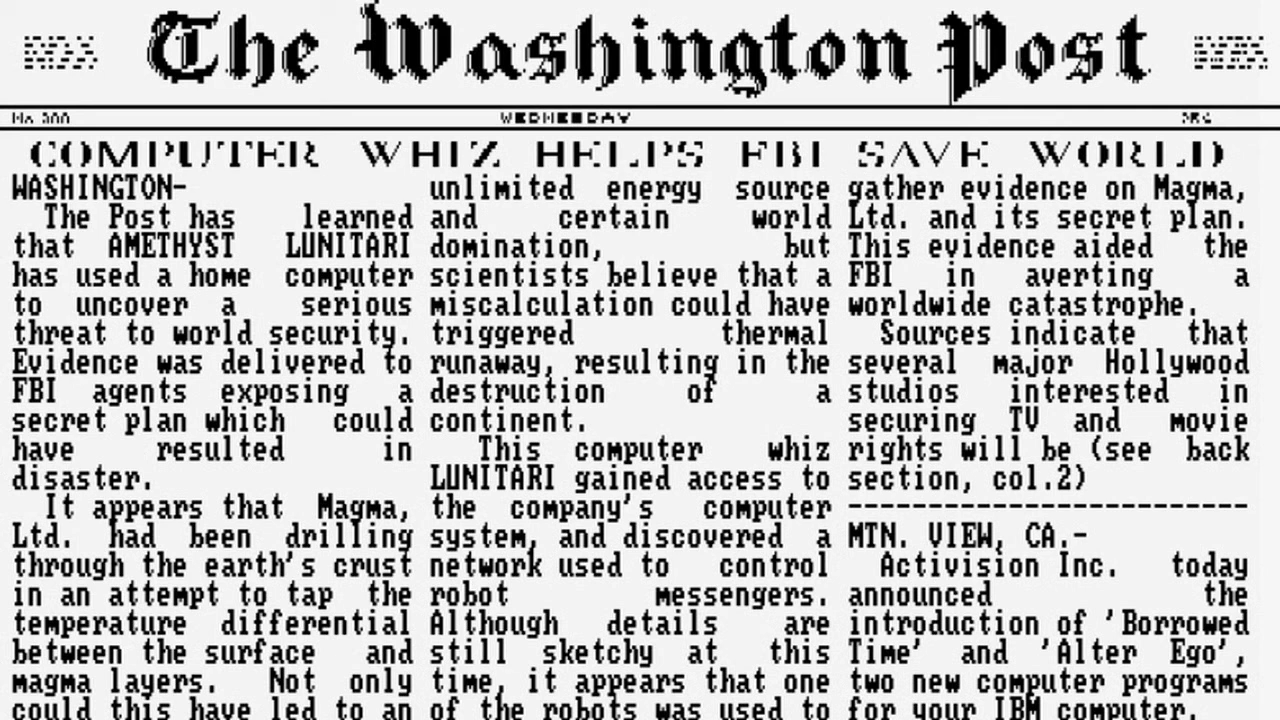 The Washington Post
WEDNESDAY
COMPUTER WHIZ HELPS FBI SAVE WORLD
WASHINGTON-
The Post has learned
that AMETHYST LUNITARI
has used a home computer
to uncover a serious
threat to world security.
Evidence was delivered to
FBI agents exposing a
secret plan which could
have resulted in
disaster.
It appears that Magma,
Ltd. had been drilling
through the earth's crust
in an attempt to tap the
temperature differential
between the surface and
magma layers. Not only
could this have led to an
unlimited energy source
and certain world
domination, but
scientists believe that a
miscalculation could have
triggered thermal
runaway, resulting in the
destruction of a
continent.
This computer whiz
LUNITARI gained access to
the company's computer
system, and discovered a
network used to control
robot messengers.
Although details are
still sketchy at this
time, it appears that one
of the robots was used to
gather evidence on Magma,
Ltd. and its secret plan.
This evidence aided the
FBI in averting a
worldwide catastrophe.
Sources indicate that
several major Hollywood
studios interested in
securing TV and movie
rights will be (see back
section, col.2)
-------------------------
MTN. VIEW, CA.-
Activision Inc. today
announced the
introduction of 'Borrowed
Time' and 'Alter Ego',
two new computer programs
for your IBM computer.